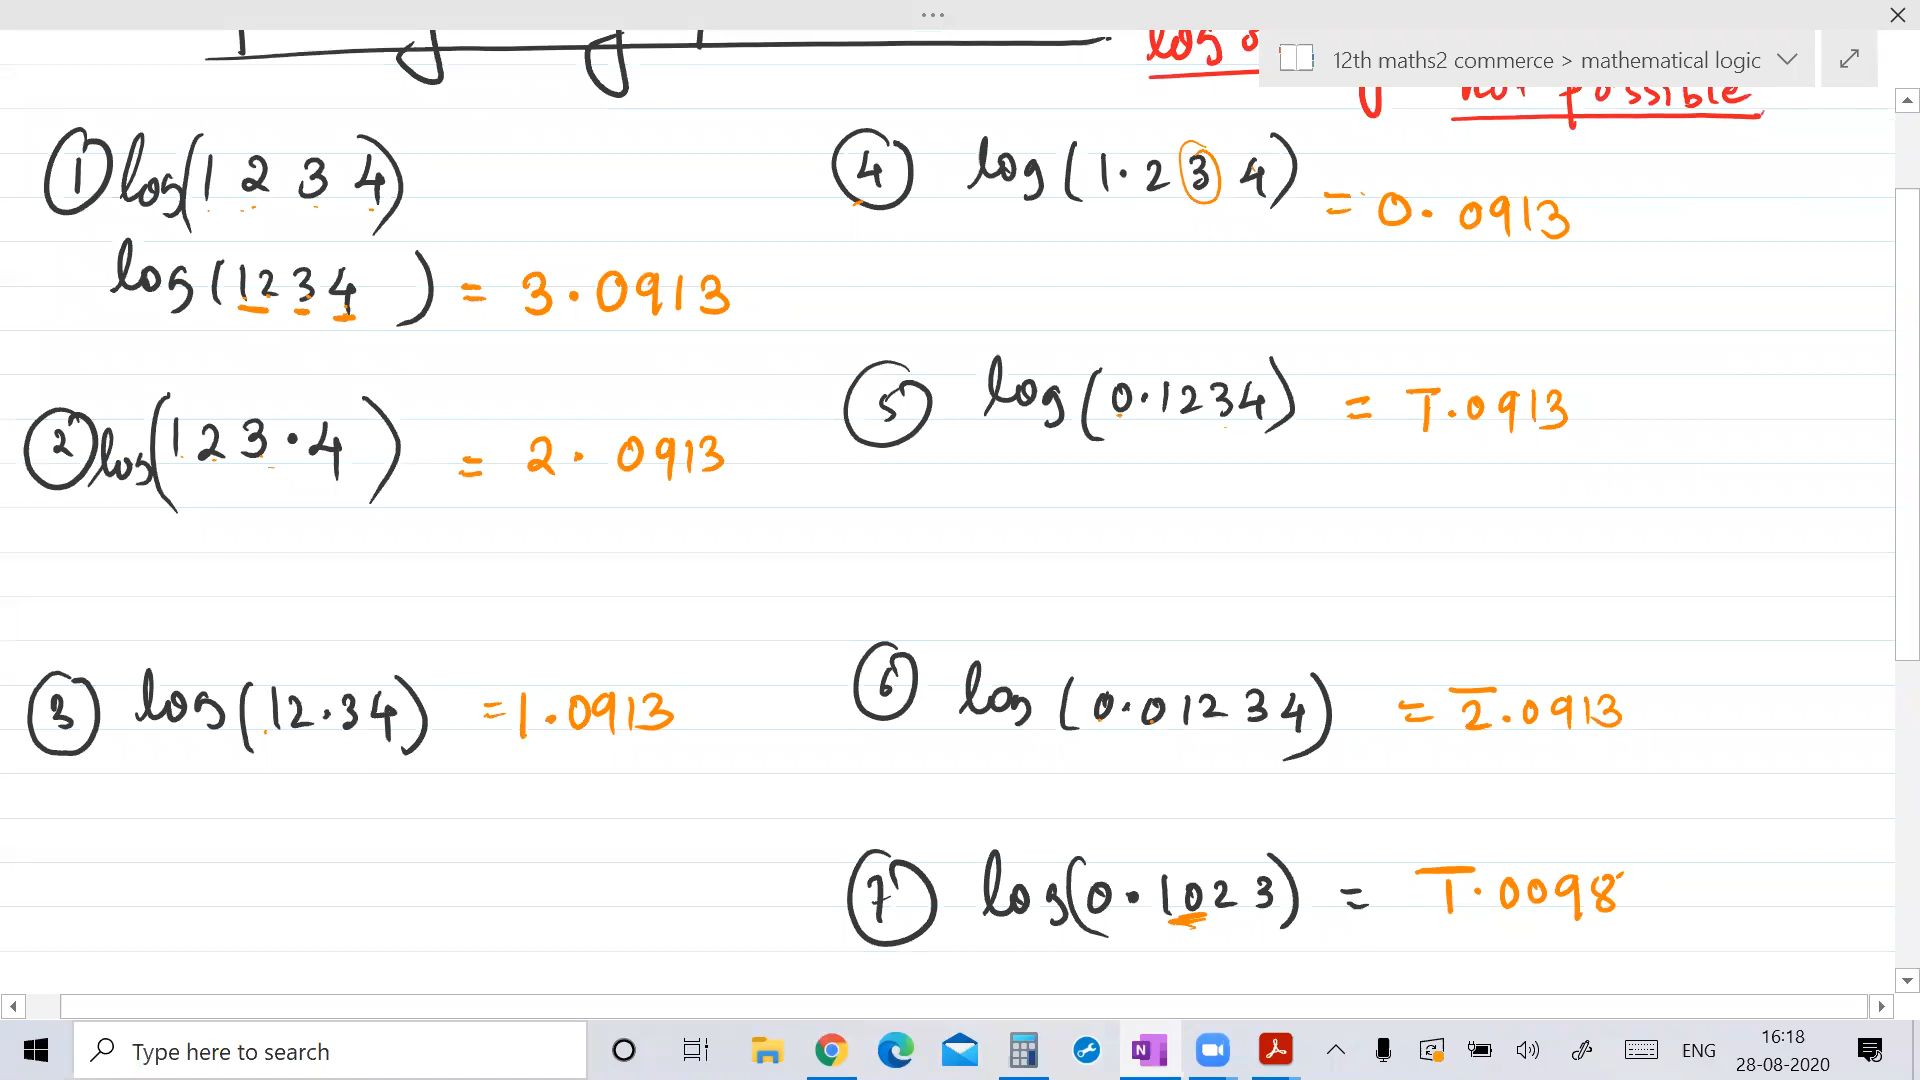 12th maths2 commerce > mathematical logic
log
not possible
① log(1 2 3 4)
log(1234) = 3.0913
② log(123.4) = 2.0913
③ log(12.34) = 1.0913
④ log(1.234) = 0.0913
⑤ log(0.1234) = 1̅.0913
⑥ log(0.01234) = 2̅.0913
⑦ log(0.1023) = 1̅.0098
Type here to search
ENG
16:18
28-08-2020